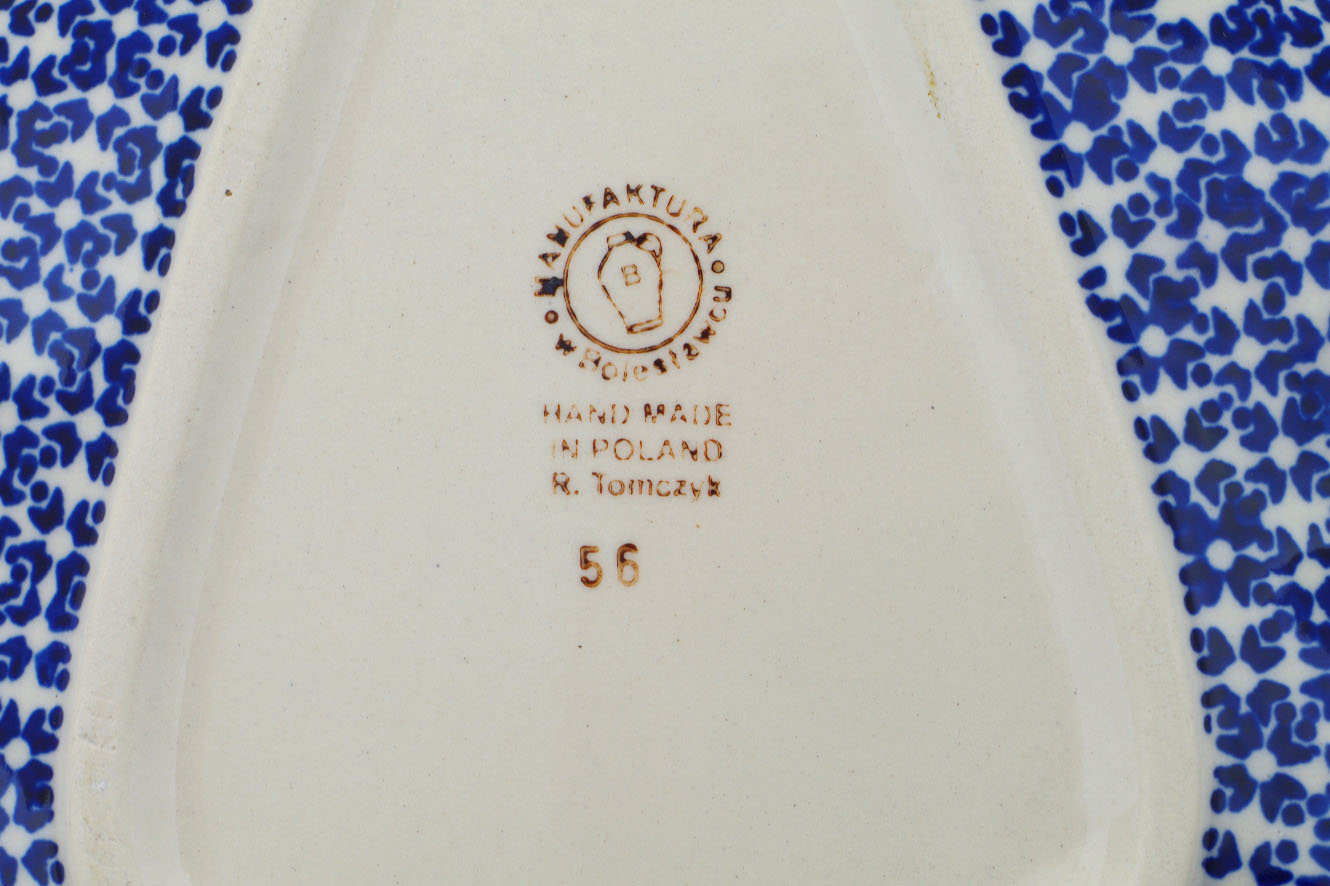 MANUFAKTURA
w Bolesławcu
B
HAND MADE
IN POLAND
R. Tomczyk
56